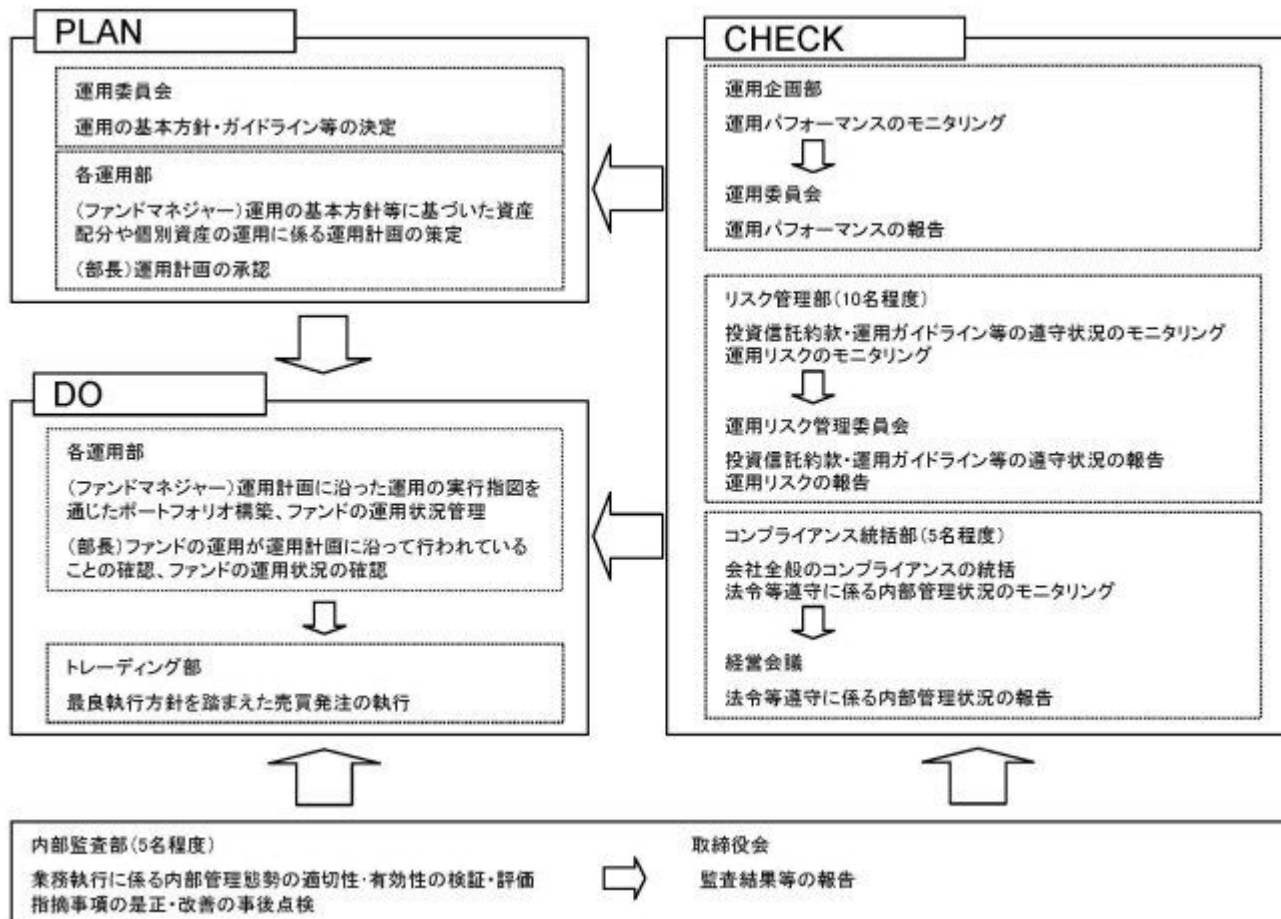 PLAN
運用委員会
運用の基本方針・ガイドライン等の決定
各運用部
(ファンドマネジャー)運用の基本方針等に基づいた資産
配分や個別資産の運用に係る運用計画の策定
(部長)運用計画の承認
DO
各運用部
(ファンドマネジャー)運用計画に沿った運用の実行指図を
通じたポートフォリオ構築、ファンドの運用状況管理
(部長)ファンドの運用が運用計画に沿って行われている
ことの確認、ファンドの運用状況の確認
トレーディング部
最良執行方針を踏まえた売買発注の執行
CHECK
運用企画部
運用パフォーマンスのモニタリング
運用委員会
運用パフォーマンスの報告
リスク管理部(10名程度)
投資信託約款・運用ガイドライン等の遵守状況のモニタリング
運用リスクのモニタリング
運用リスク管理委員会
投資信託約款・運用ガイドライン等の遵守状況の報告
運用リスクの報告
コンプライアンス統括部(5名程度)
会社全般のコンプライアンスの統括
法令等遵守に係る内部管理状況のモニタリング
経営会議
法令等遵守に係る内部管理状況の報告
内部監査部(5名程度)
業務執行に係る内部管理態勢の適切性・有効性の検証・評価
指摘事項の是正・改善の事後点検
取締役会
監査結果等の報告